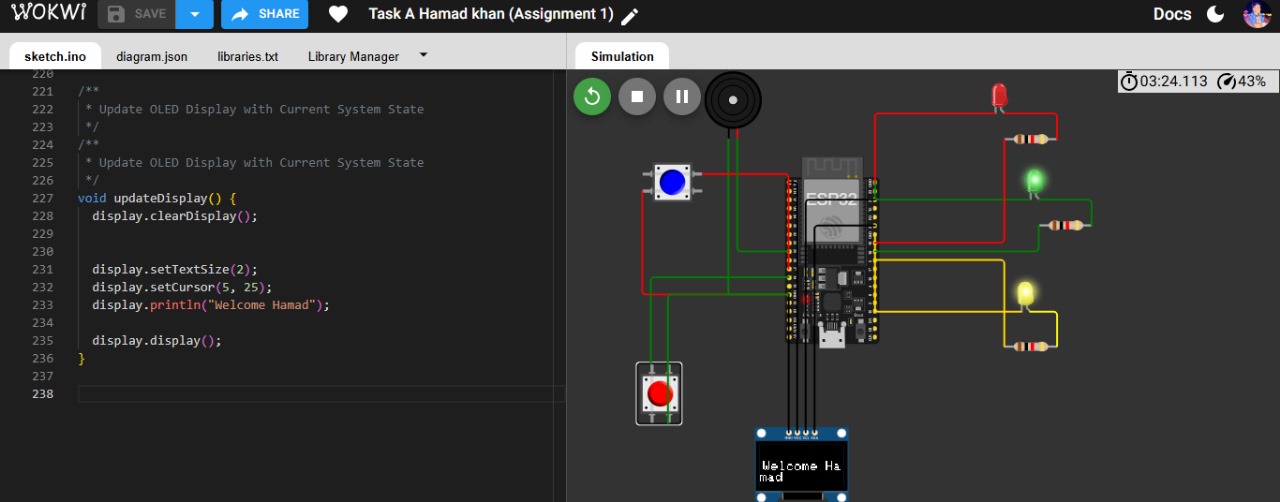 WOKWI
SAVE
SHARE
Task A Hamad khan (Assignment 1)
Docs
sketch.ino
diagram.json
libraries.txt
Library Manager
Simulation
220
221 /**
222 * Update OLED Display with Current System State
223 */
224 /**
225 * Update OLED Display with Current System State
226 */
227 void updateDisplay() {
228 display.clearDisplay();
229
230
231 display.setTextSize(2);
232 display.setCursor(5, 25);
233 display.println("Welcome Hamad");
234
235 display.display();
236 }
237
238
03:24.113
43%
ESP32
Welcome Ha
mad